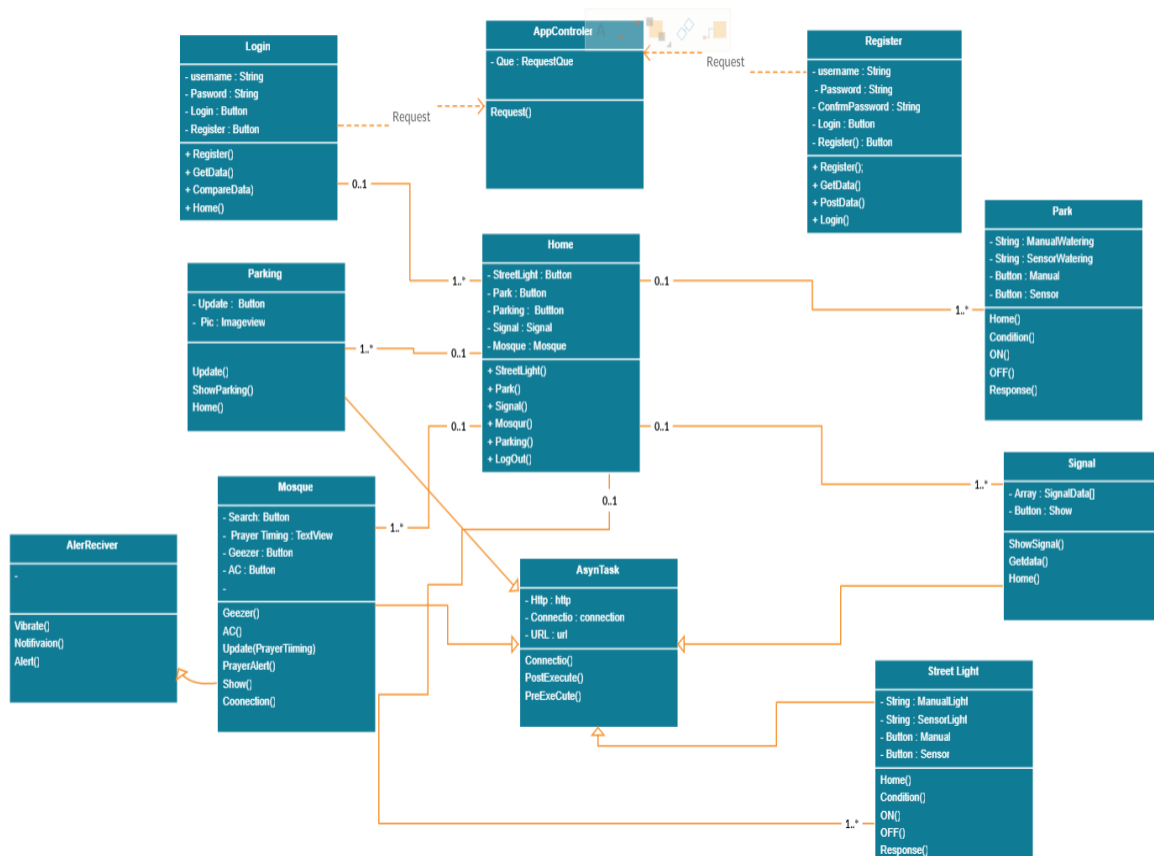 Login
- username : String
- Pasword : String
- Login : Button
- Register : Button
+ Register()
+ GetData()
+ CompareData)
+ Home()
AppControler
- Que : RequestQue
Request()
Register
- username : String
- Password : String
- ConfrmPassword : String
- Login : Button
- Register() : Button
+ Register();
+ GetData()
+ PostData()
+ Login()
Request
Request
0..1
1..*
Home
- StreetLight : Button
- Park : Button
- Parking : Buttton
- Signal : Signal
- Mosque : Mosque
+ StreetLight()
+ Park()
+ Signal()
+ Mosqur()
+ Parking()
+ LogOut()
Park
- String : ManualWatering
- String : SensorWatering
- Button : Manual
- Button : Sensor
Home()
Condition()
ON()
OFF()
Response()
0..1
1..*
Parking
- Update : Button
- Pic : Imageview
Update()
ShowParking()
Home()
1..*
0..1
0..1
1..*
0..1
1..*
0..1
Signal
- Array : SignalData[]
- Button : Show
ShowSignal()
Getdata()
Home()
Mosque
- Search: Button
- Prayer Timing : TextView
- Geezer : Button
- AC : Button
-
Geezer()
AC()
Update(PrayerTiiming)
PrayerAlert()
Show()
Coonection()
AlerReciver
-
Vibrate()
Notifivaion()
Alert()
AsynTask
- Http : http
- Connectio : connection
- URL : url
Connectio()
PostExecute()
PreExeCute()
Street Light
- String : ManualLight
- String : SensorLight
- Button : Manual
- Button : Sensor
Home()
Condition()
ON()
OFF()
Response()
1..*